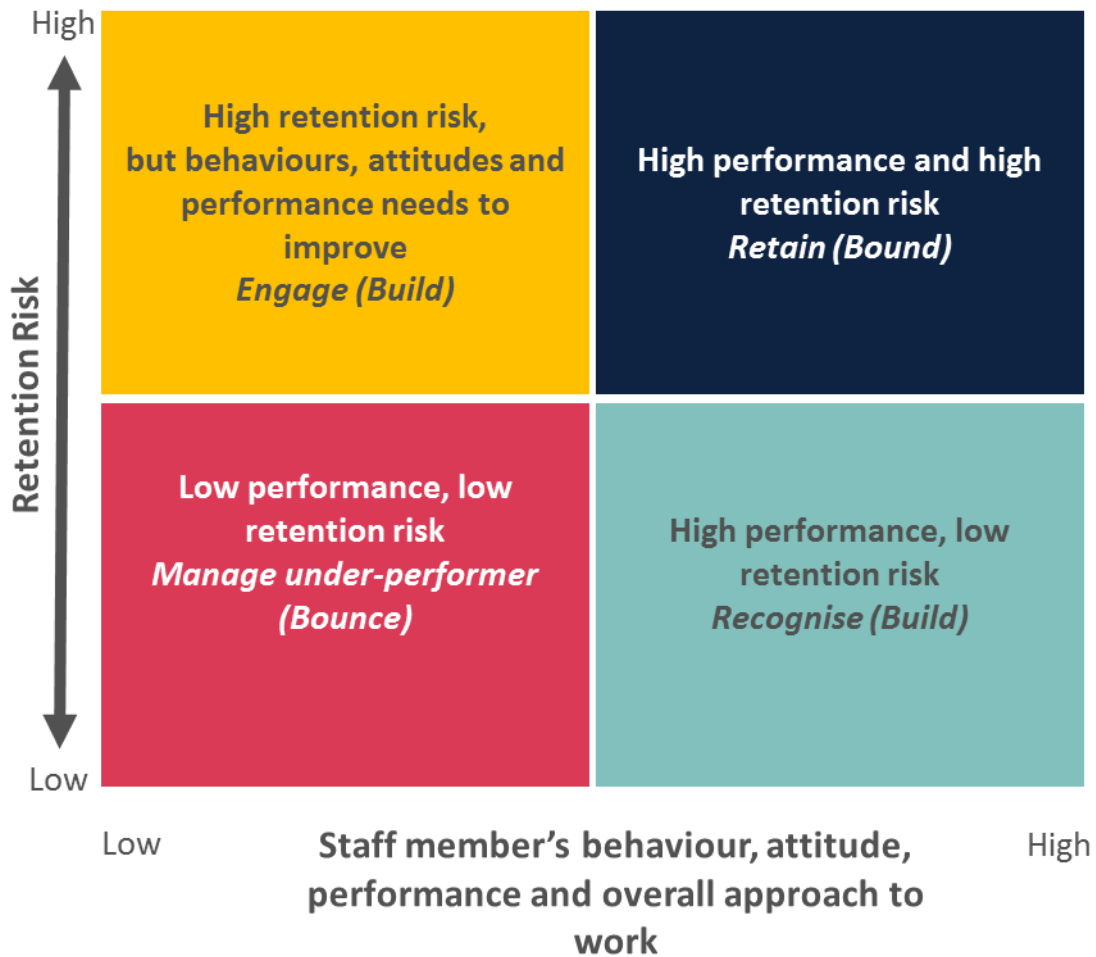 High
High retention risk,
but behaviours, attitudes and
performance needs to
improve
Engage (Build)
High performance and high
retention risk
Retain (Bound)
Retention Risk
Low performance, low
retention risk
Manage under-performer
(Bounce)
High performance, low
retention risk
Recognise (Build)
Low
Low
Staff member’s behaviour, attitude,
performance and overall approach to
work
High